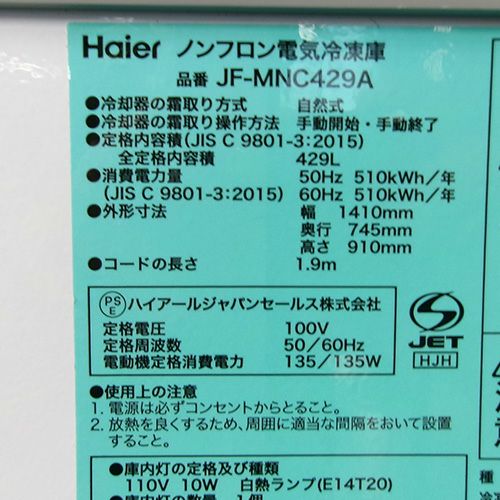 Haier ノンフロン電気冷凍庫
品番 JF-MNC429A
●冷却器の霜取り方式 自然式
●冷却器の霜取り操作方法 手動開始・手動終了
●定格内容積(JIS C 9801-3:2015)
全定格内容積 429L
●消費電力量 50Hz 510kWh/年
(JIS C 9801-3:2015) 60Hz 510kWh/年
●外形寸法 幅 1410mm
奥行 745mm
高さ 910mm
●コードの長さ 1.9m
PSE ハイアールジャパンセールス株式会社
定格電圧 100V
定格周波数 50/60Hz
電動機定格消費電力 135/135W
S
JET
HJH
●使用上の注意
1. 電源は必ずコンセントからとること。
2. 放熱を良くするため、周囲に適当な間隔をおいて設置
すること。
●庫内灯の定格及び種類
110V 10W 白熱ランプ(E14T20)
●庫内灯の数量 1個
種